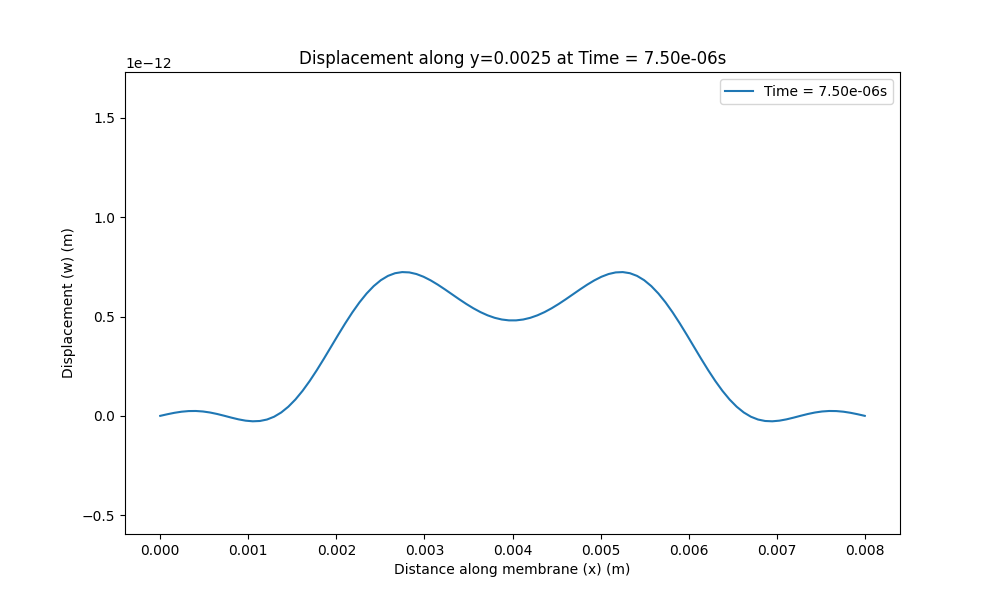 Displacement along y=0.0025 at Time = 7.50e-06s
1e−12
Time = 7.50e-06s
1.5
1.0
0.5
0.0
−0.5
Displacement (w) (m)
0.000 0.001 0.002 0.003 0.004 0.005 0.006 0.007 0.008
Distance along membrane (x) (m)